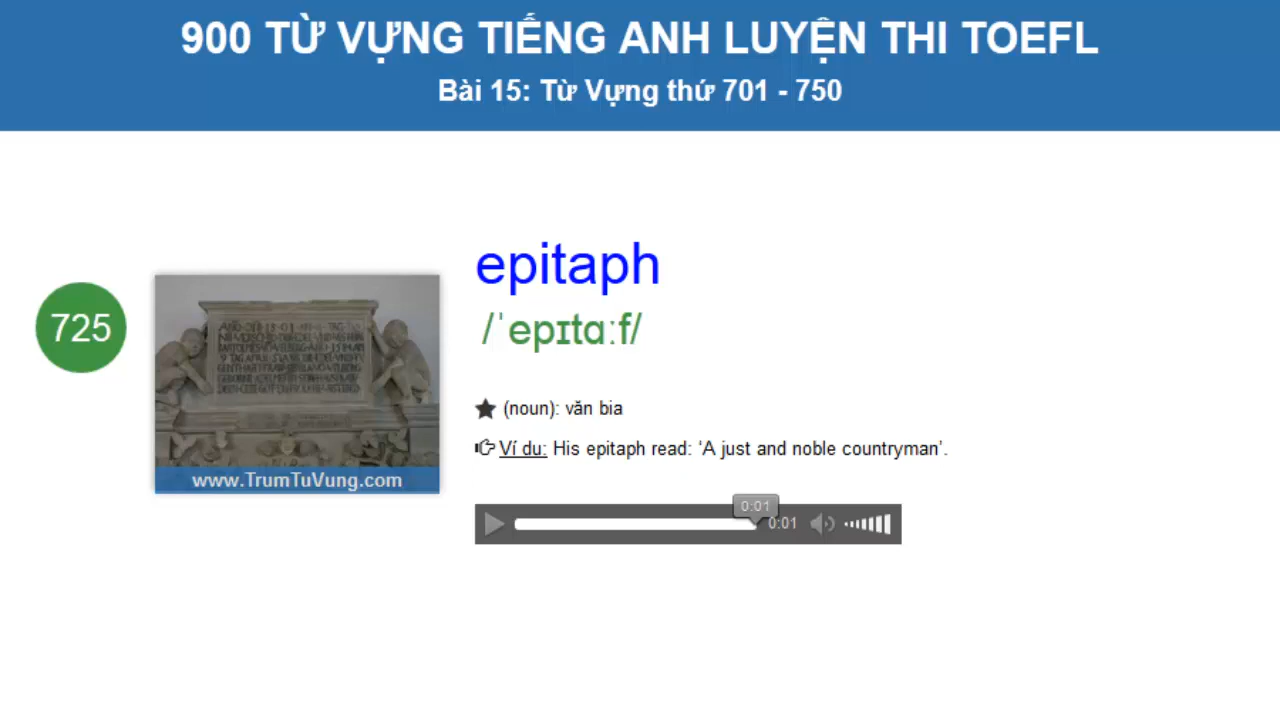 900 TỪ VỰNG TIẾNG ANH LUYỆN THI TOEFL
Bài 15: Từ Vựng thứ 701 - 750
725
www.TrumTuVung.com
epitaph
/ˈepɪtɑːf/
(noun): văn bia
Ví du: His epitaph read: ‘A just and noble countryman’.
0:01
0:01